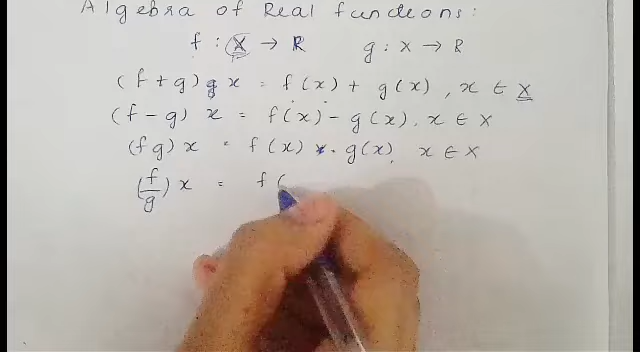 Algebra of Real functions:
f : X → R g : X → R
(f+g) x = f(x) + g(x), x ∈ X
(f-g) x = f(x) - g(x), x ∈ X
(fg) x = f(x) · g(x), x ∈ X
(f/g) x = f(